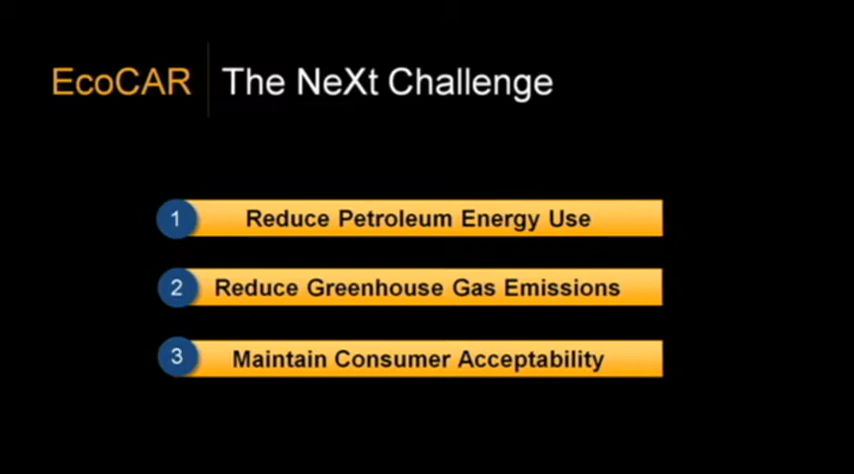 EcoCAR The NeXt Challenge
1 Reduce Petroleum Energy Use
2 Reduce Greenhouse Gas Emissions
3 Maintain Consumer Acceptability